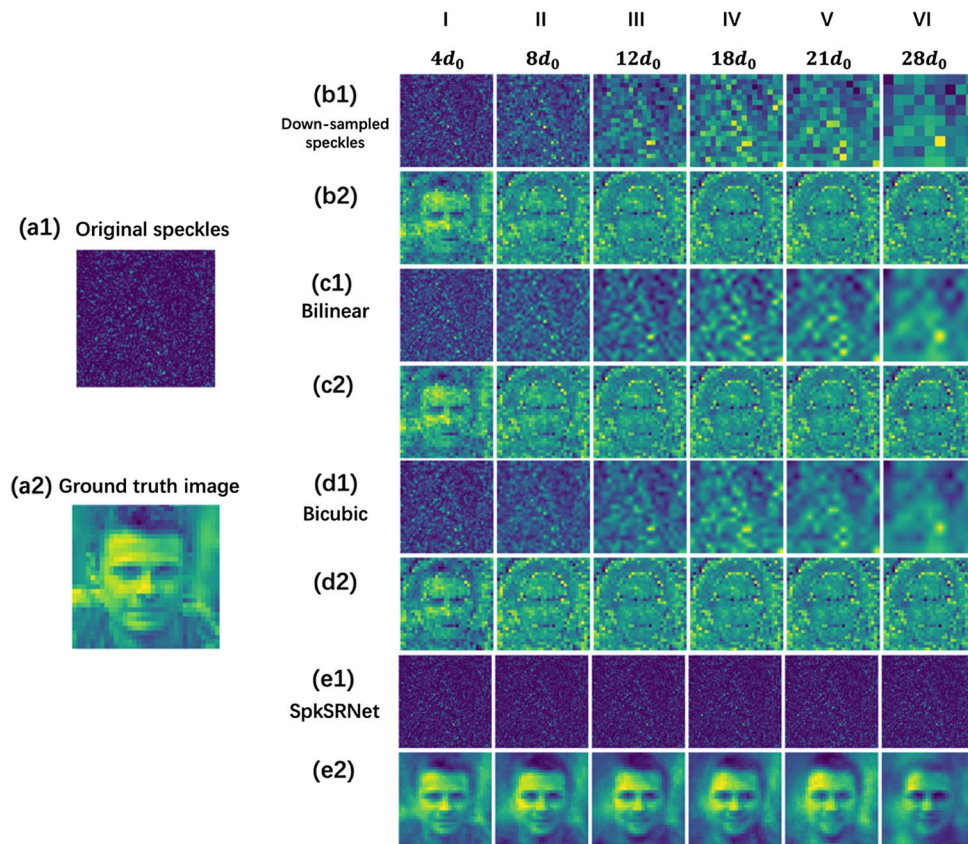 I II III IV V VI
4d₀ 8d₀ 12d₀ 18d₀ 21d₀ 28d₀
(b1)
Down-sampled
speckles
(b2)
(a1) Original speckles
(c1)
Bilinear
(c2)
(a2) Ground truth image
(d1)
Bicubic
(d2)
(e1)
SpkSRNet
(e2)